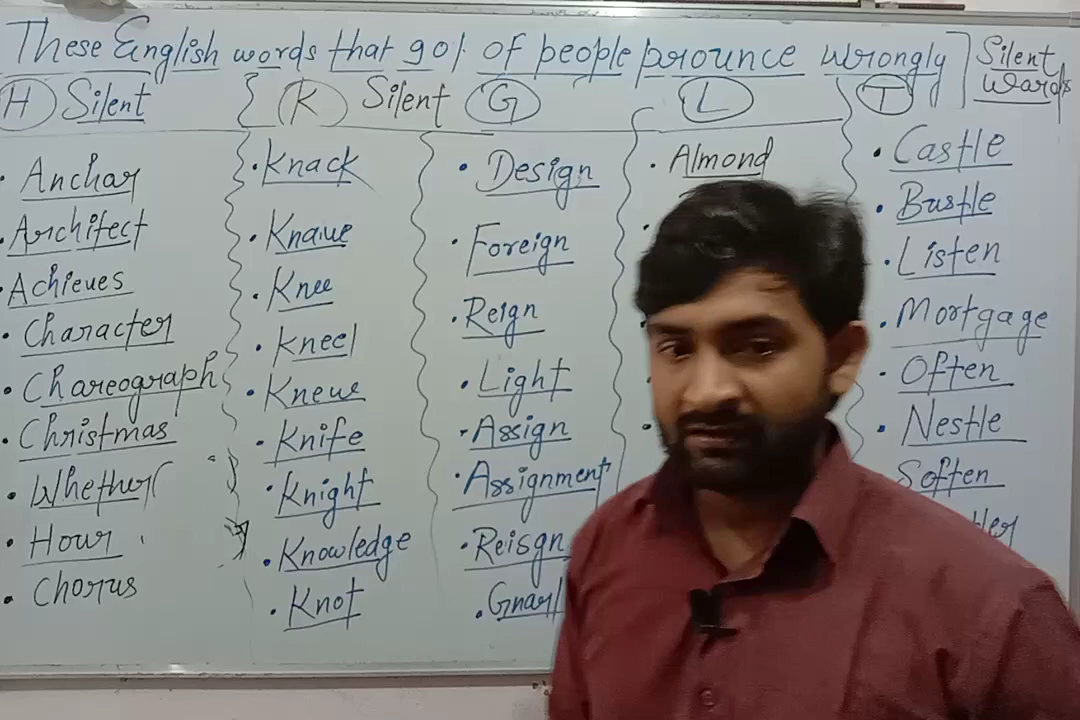 These English words that 90% of people prounce wrongly
Silent
Words
H Silent
K Silent
G
L
T
Anchar
Architect
Achieves
Character
Chareograph
Christmas
Whether
Hour
Chorus
Knack
Knave
Knee
Kneel
Knew
Knife
Knight
Knowledge
Knot
Design
Foreign
Reign
Light
Assign
Assignment
Reisgn
Gnarl
Almond
Castle
Bustle
Listen
Mortgage
Often
Nestle
Soften